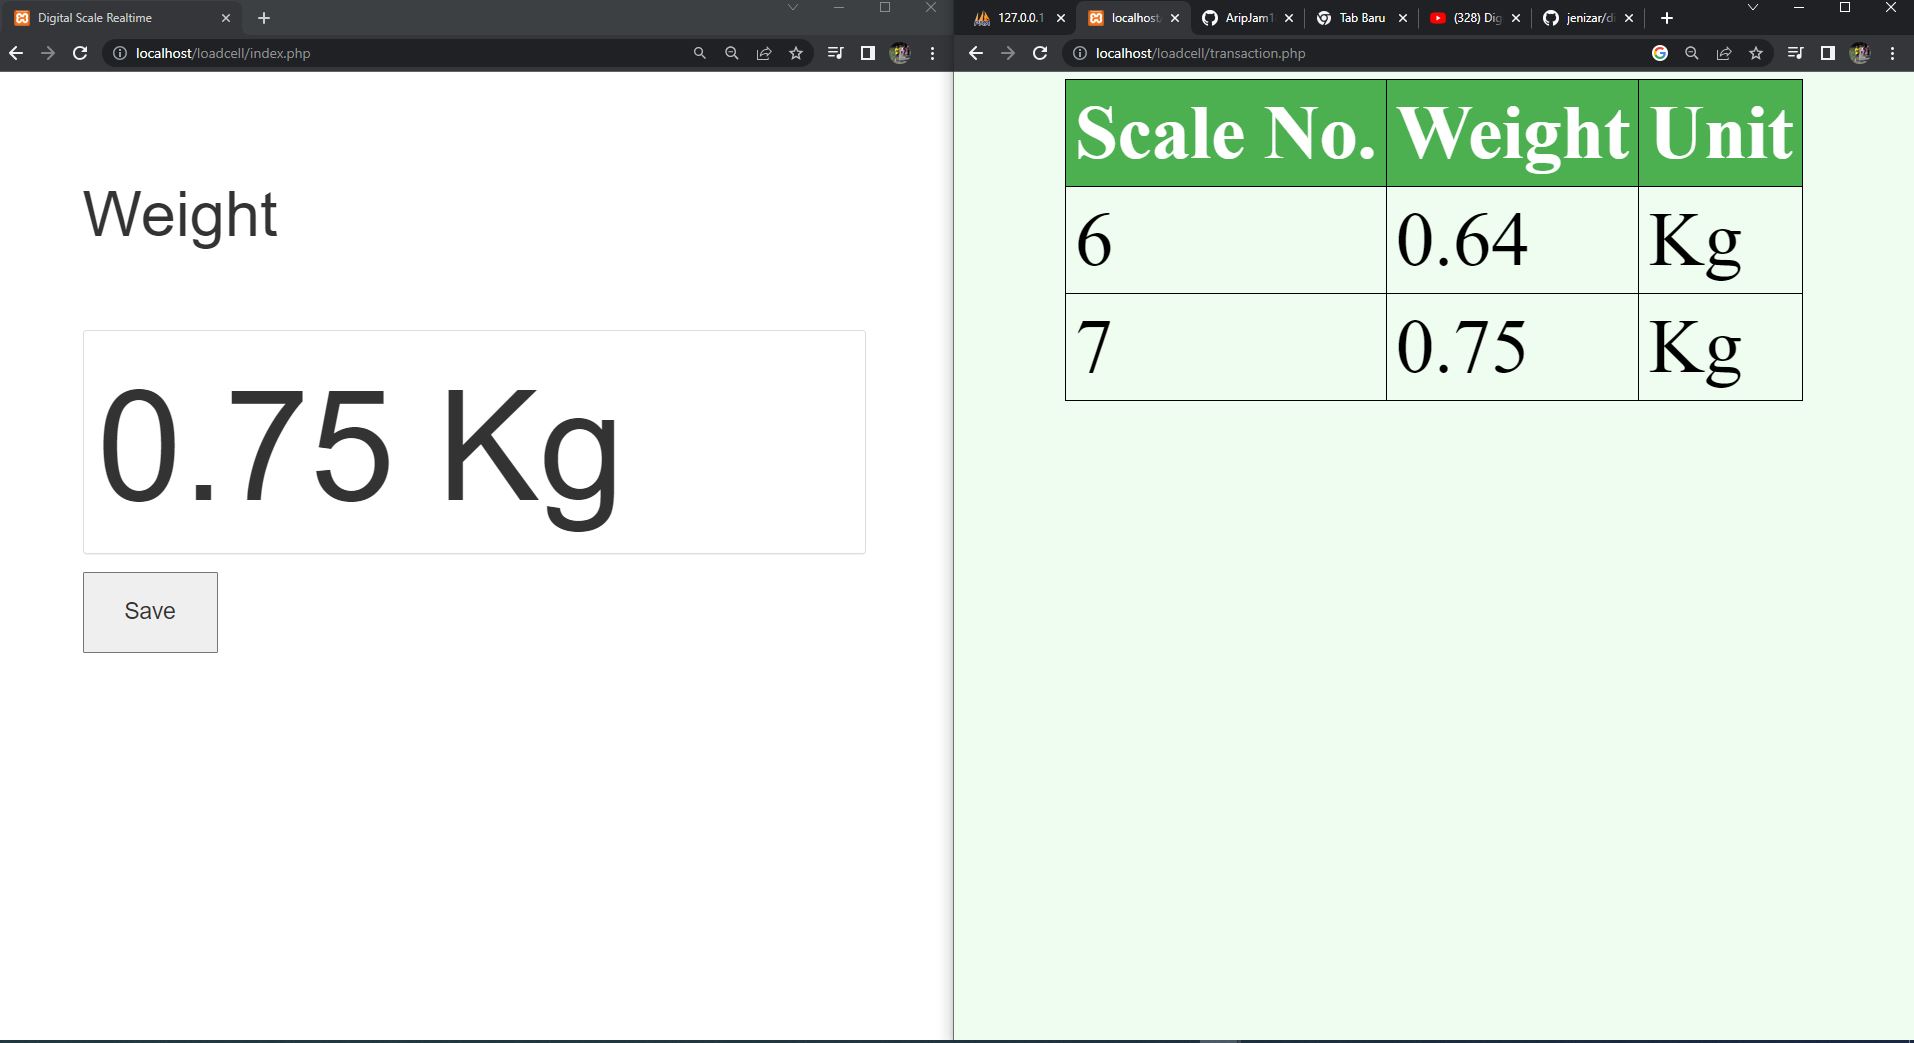 Digital Scale Realtime
localhost/loadcell/index.php
Weight
0.75 Kg
Save
127.0.0.1
localhost
AripJam
Tab Baru
(328) Dig
jenizar/di
localhost/loadcell/transaction.php
Scale No. Weight Unit
6 0.64 Kg
7 0.75 Kg